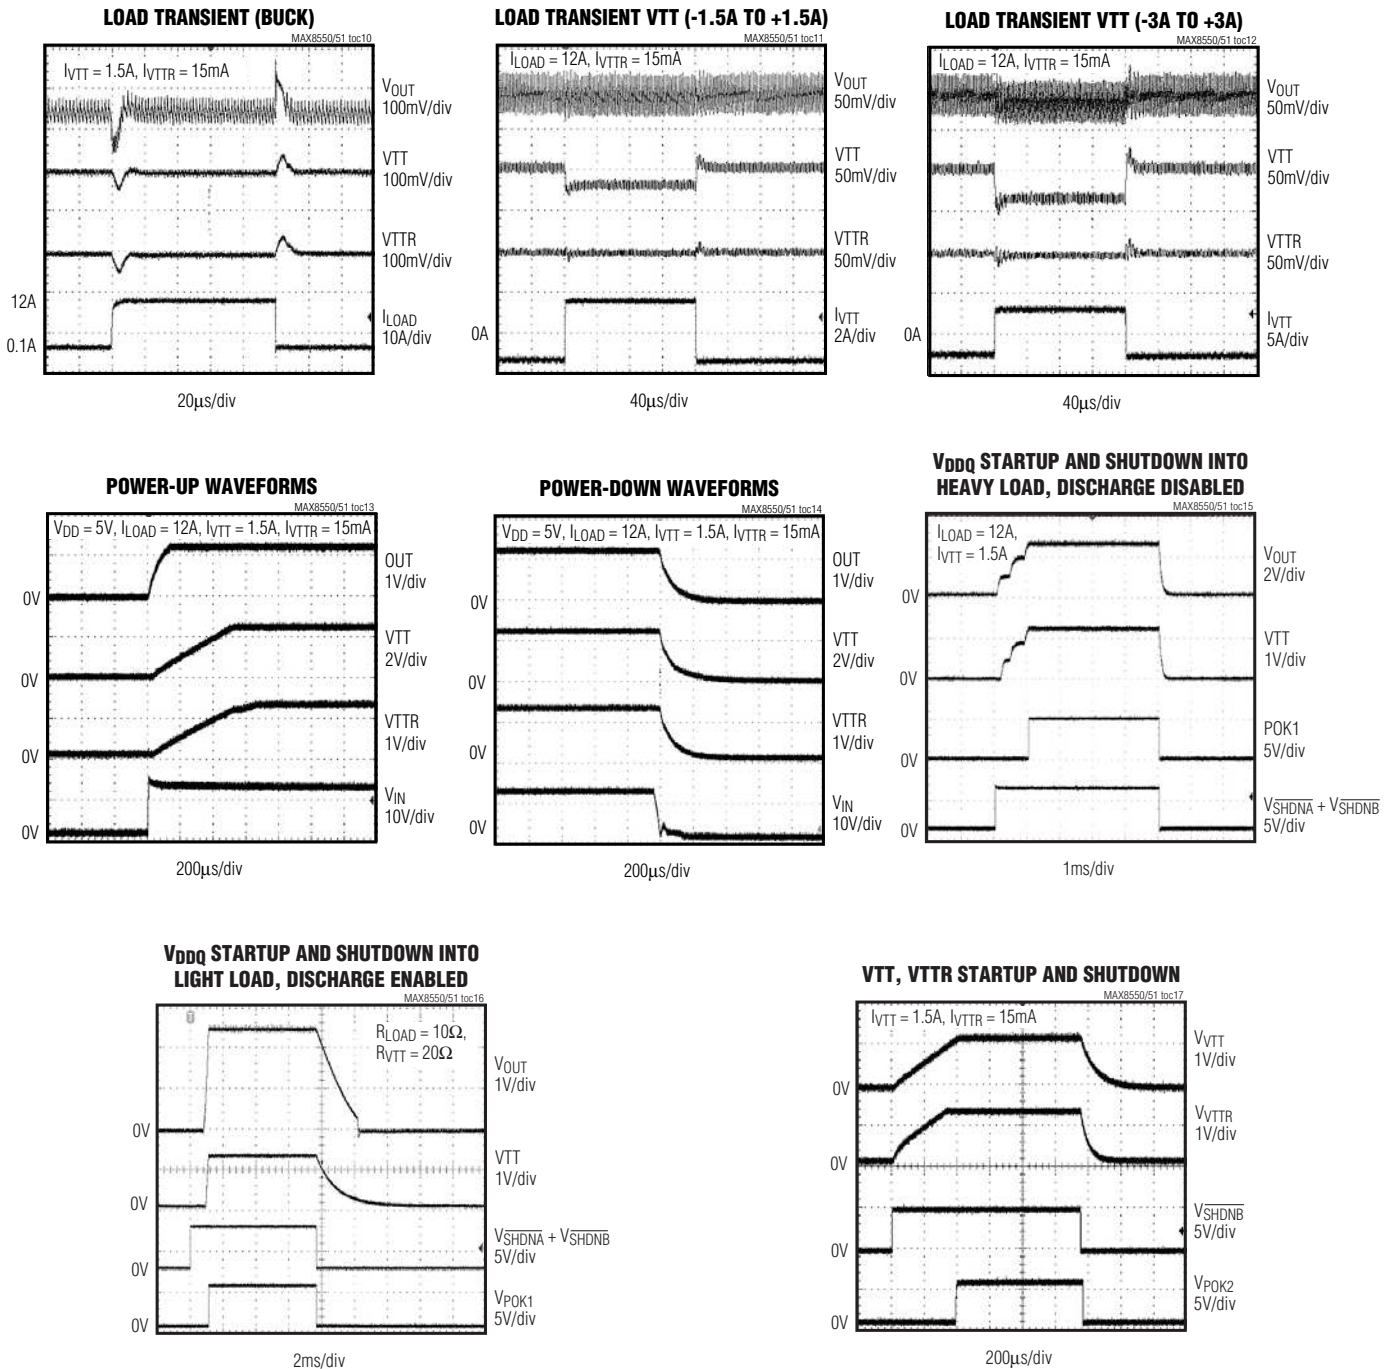 LOAD TRANSIENT (BUCK)
MAX8550/51 toc10
IVTT = 1.5A, IVTTR = 15mA
VOUT
100mV/div
VTT
100mV/div
VTTR
100mV/div
12A
ILOAD
10A/div
0.1A
20µs/div
LOAD TRANSIENT VTT (-1.5A TO +1.5A)
MAX8550/51 toc11
ILOAD = 12A, IVTTR = 15mA
VOUT
50mV/div
VTT
50mV/div
VTTR
50mV/div
0A
IVTT
2A/div
40µs/div
LOAD TRANSIENT VTT (-3A TO +3A)
MAX8550/51 toc12
ILOAD = 12A, IVTTR = 15mA
VOUT
50mV/div
VTT
50mV/div
VTTR
50mV/div
0A
IVTT
5A/div
40µs/div
POWER-UP WAVEFORMS
MAX8550/51 toc13
VDD = 5V, ILOAD = 12A, IVTT = 1.5A, IVTTR = 15mA
OUT
1V/div
0V
VTT
2V/div
0V
VTTR
1V/div
0V
VIN
10V/div
0V
200µs/div
POWER-DOWN WAVEFORMS
MAX8550/51 toc14
VDD = 5V, ILOAD = 12A, IVTT = 1.5A, IVTTR = 15mA
OUT
1V/div
0V
VTT
2V/div
0V
VTTR
1V/div
0V
VIN
10V/div
0V
200µs/div
VDDQ STARTUP AND SHUTDOWN INTO
HEAVY LOAD, DISCHARGE DISABLED
MAX8550/51 toc15
ILOAD = 12A,
IVTT = 1.5A
VOUT
2V/div
0V
VTT
1V/div
0V
POK1
5V/div
0V
VSHDNA + VSHDNB
5V/div
0V
1ms/div
VDDQ STARTUP AND SHUTDOWN INTO
LIGHT LOAD, DISCHARGE ENABLED
MAX8550/51 toc16
RLOAD = 10Ω,
RVTT = 20Ω
VOUT
1V/div
0V
VTT
1V/div
0V
VSHDNA + VSHDNB
5V/div
0V
VPOK1
5V/div
0V
2ms/div
VTT, VTTR STARTUP AND SHUTDOWN
MAX8550/51 toc17
IVTT = 1.5A, IVTTR = 15mA
VVTT
1V/div
0V
VVTTR
1V/div
0V
VSHDNB
5V/div
0V
VPOK2
5V/div
0V
200µs/div